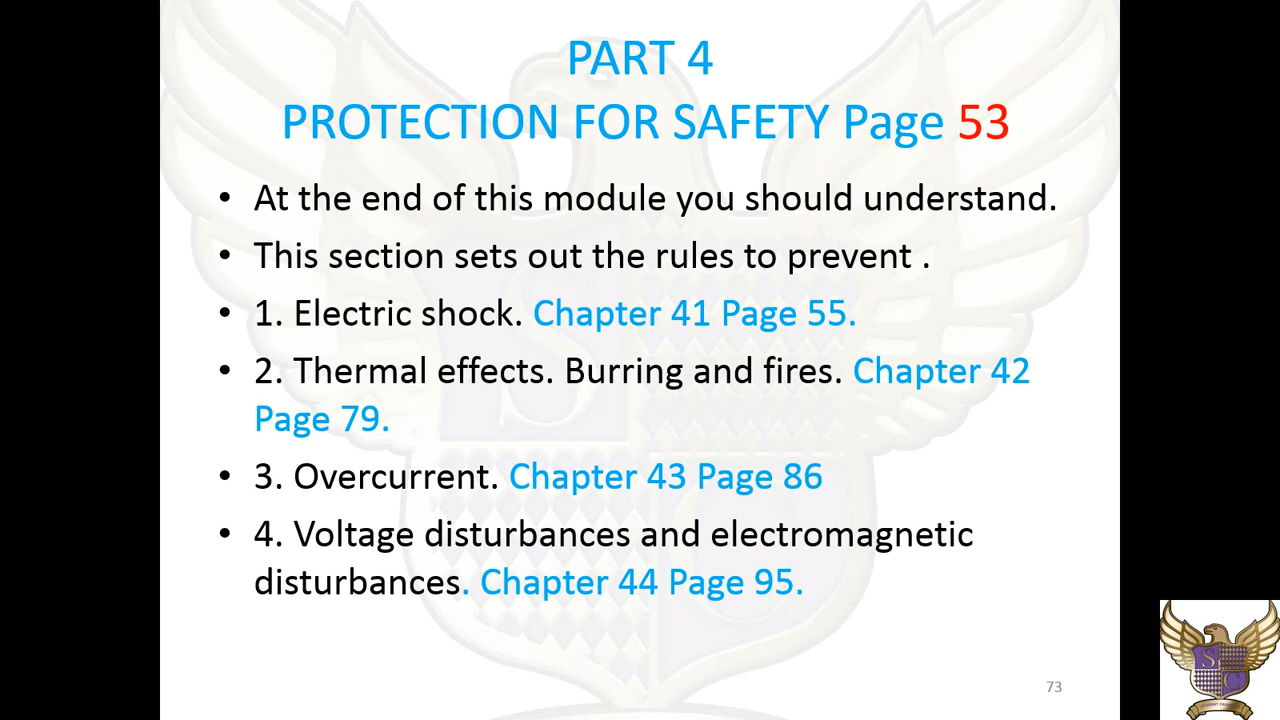 PART 4
PROTECTION FOR SAFETY Page 53
• At the end of this module you should understand.
• This section sets out the rules to prevent .
• 1. Electric shock. Chapter 41 Page 55.
• 2. Thermal effects. Burring and fires. Chapter 42
Page 79.
• 3. Overcurrent. Chapter 43 Page 86
• 4. Voltage disturbances and electromagnetic
disturbances. Chapter 44 Page 95.
73
S